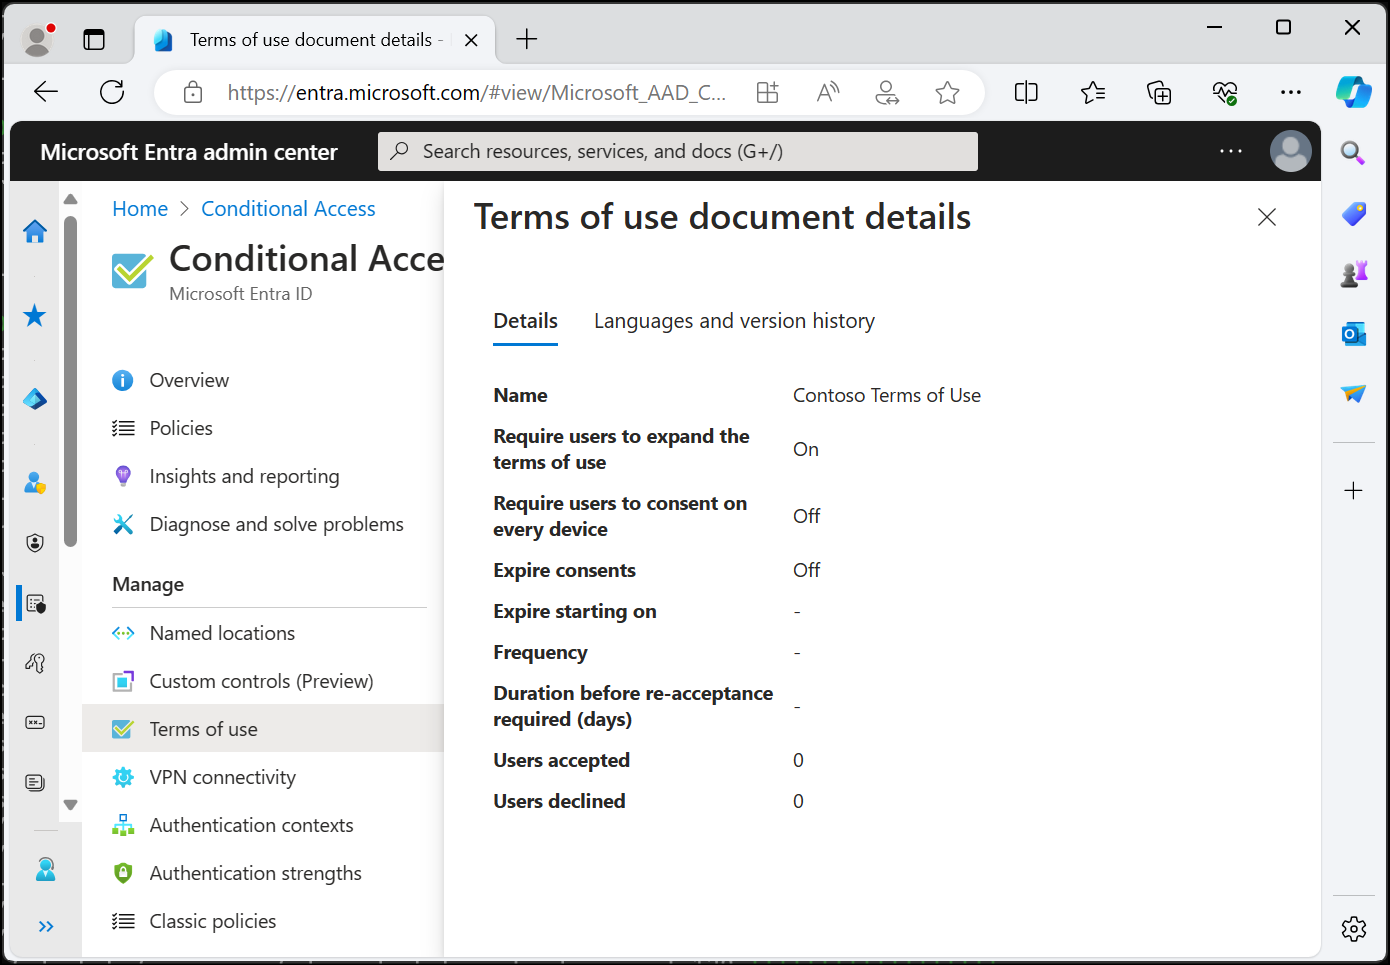 Terms of use document details -
https://entra.microsoft.com/#view/Microsoft_AAD_C...
Microsoft Entra admin center
Search resources, services, and docs (G+/)
Home > Conditional Access
Conditional Acce
Microsoft Entra ID
Overview
Policies
Insights and reporting
Diagnose and solve problems
Manage
Named locations
Custom controls (Preview)
Terms of use
VPN connectivity
Authentication contexts
Authentication strengths
Classic policies
Terms of use document details
Details Languages and version history
Name Contoso Terms of Use
Require users to expand the
terms of use On
Require users to consent on
every device Off
Expire consents Off
Expire starting on -
Frequency -
Duration before re-acceptance
required (days) -
Users accepted 0
Users declined 0